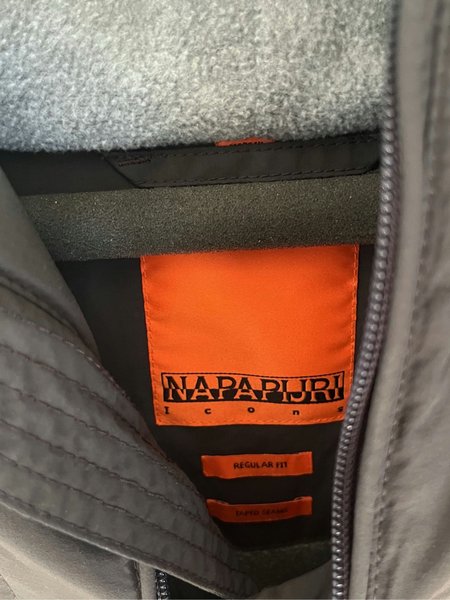 NAPAPIJRI
Icons
REGULAR FIT
TAPED SEAMS